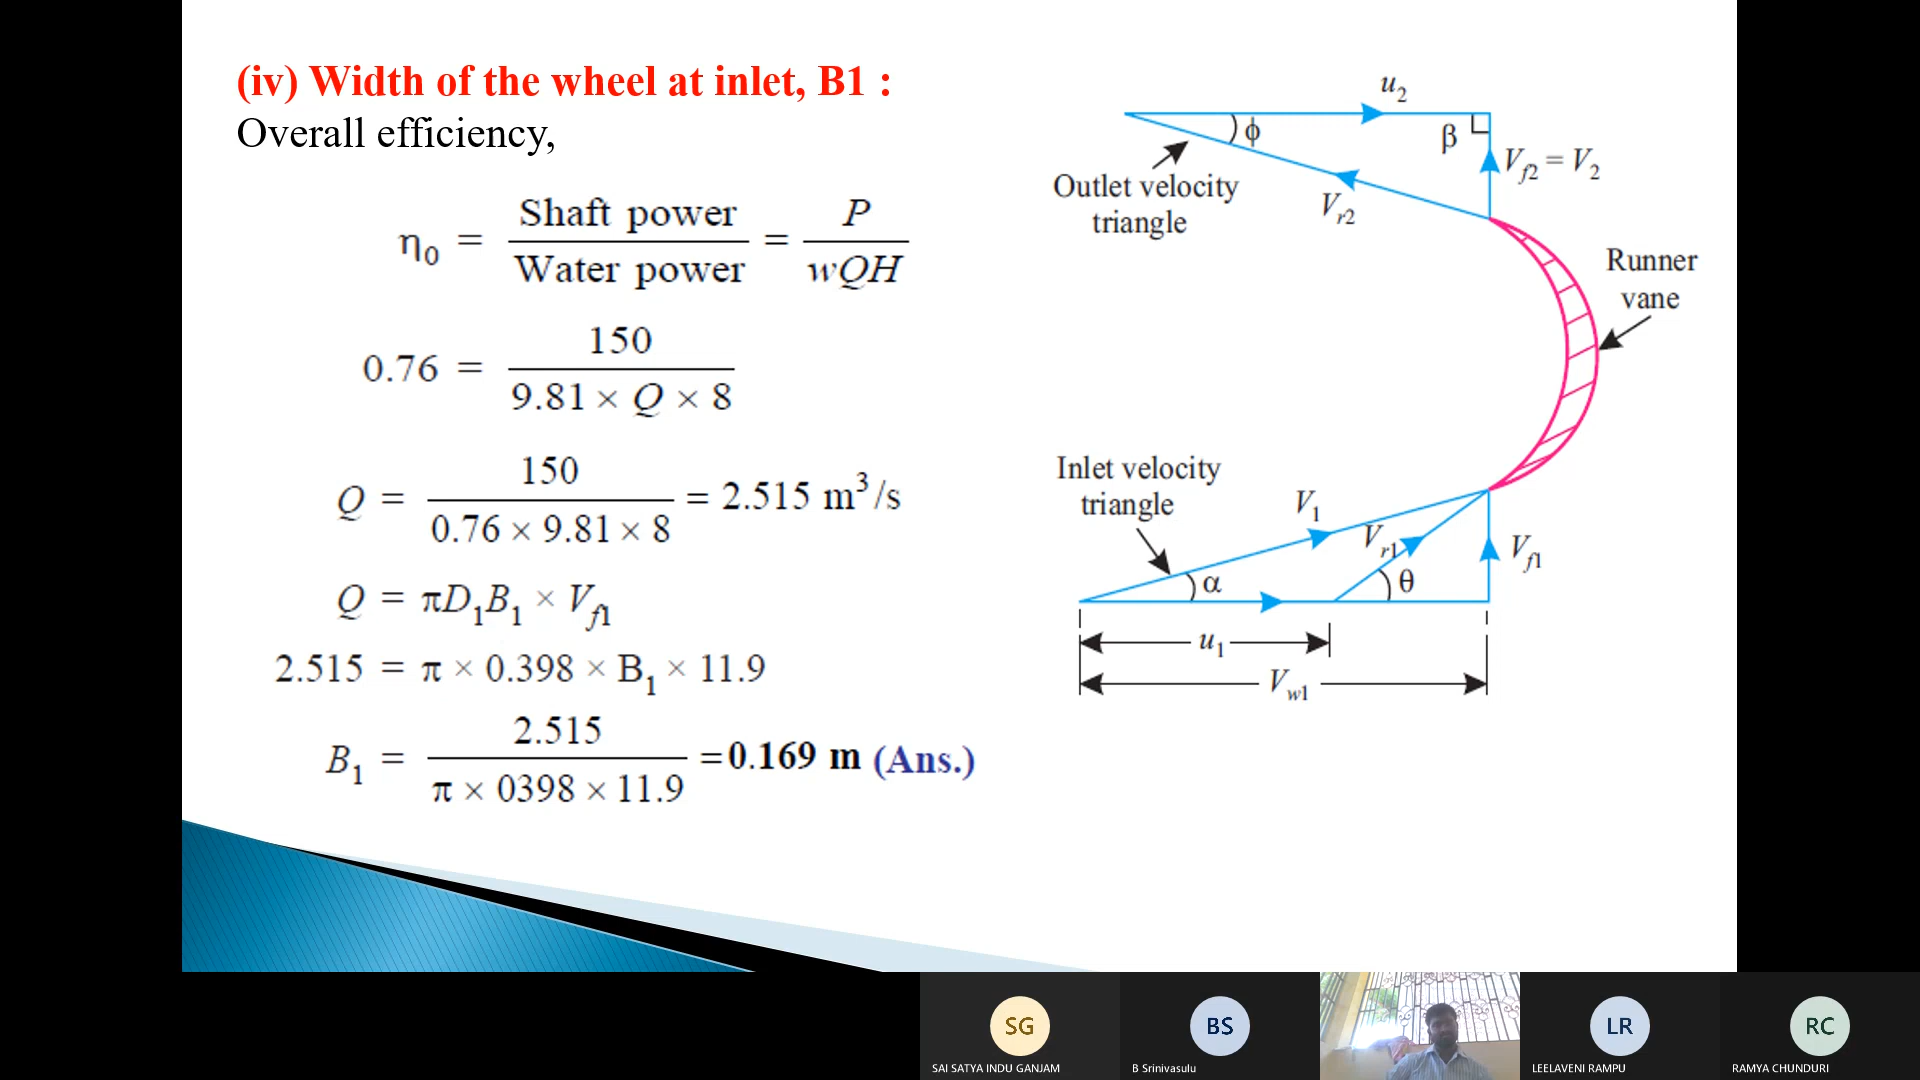 (iv) Width of the wheel at inlet, B1 :
Overall efficiency,
η₀ = Shaft power / Water power = P / wQH
0.76 = 150 / 9.81 × Q × 8
Q = 150 / 0.76 × 9.81 × 8 = 2.515 m³/s
Q = πD₁B₁ × V_f1
2.515 = π × 0.398 × B₁ × 11.9
B₁ = 2.515 / π × 0398 × 11.9 = 0.169 m (Ans.)
u₂
ϕ
β
V_f2 = V₂
Outlet velocity
triangle
V_r2
Runner
vane
Inlet velocity
triangle
V₁
V_r1
V_f1
α
θ
u₁
V_w1
SG
BS
LR
RC
SAI SATYA INDU GANJAM
B Srinivasulu
LEELAVENI RAMPU
RAMYA CHUNDURI